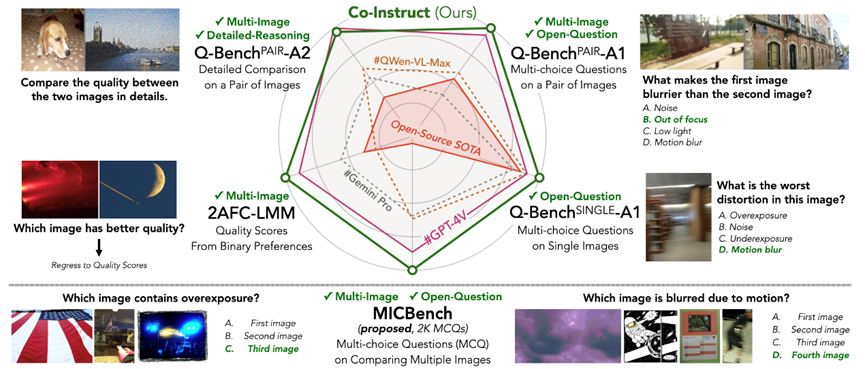 Co-Instruct (Ours)
✓ Multi-Image
✓ Detailed-Reasoning
Q-BenchPAIR-A2
Detailed Comparison
on a Pair of Images
Compare the quality between
the two images in details.
✓ Multi-Image
✓ Open-Question
Q-BenchPAIR-A1
Multi-choice Questions
on a Pair of Images
What makes the first image
blurrier than the second image?
A. Noise
B. Out of focus
C. Low light
D. Motion blur
#QWen-VL-Max
Open-Source SOTA
#Gemini Pro
#GPT-4V
Which image has better quality?
Regress to Quality Scores
✓ Multi-Image
2AFC-LMM
Quality Scores
From Binary Preferences
✓ Open-Question
Q-BenchSINGLE-A1
Multi-choice Questions
on Single Images
What is the worst
distortion in this image?
A. Overexposure
B. Noise
C. Underexposure
D. Motion blur
Which image contains overexposure?
A. First image
B. Second image
C. Third image
✓ Multi-Image ✓ Open-Question
MICBench
(proposed, 2K MCQs)
Multi-choice Questions (MCQ)
on Comparing Multiple Images
Which image is blurred due to motion?
A. First image
B. Second image
C. Third image
D. Fourth image